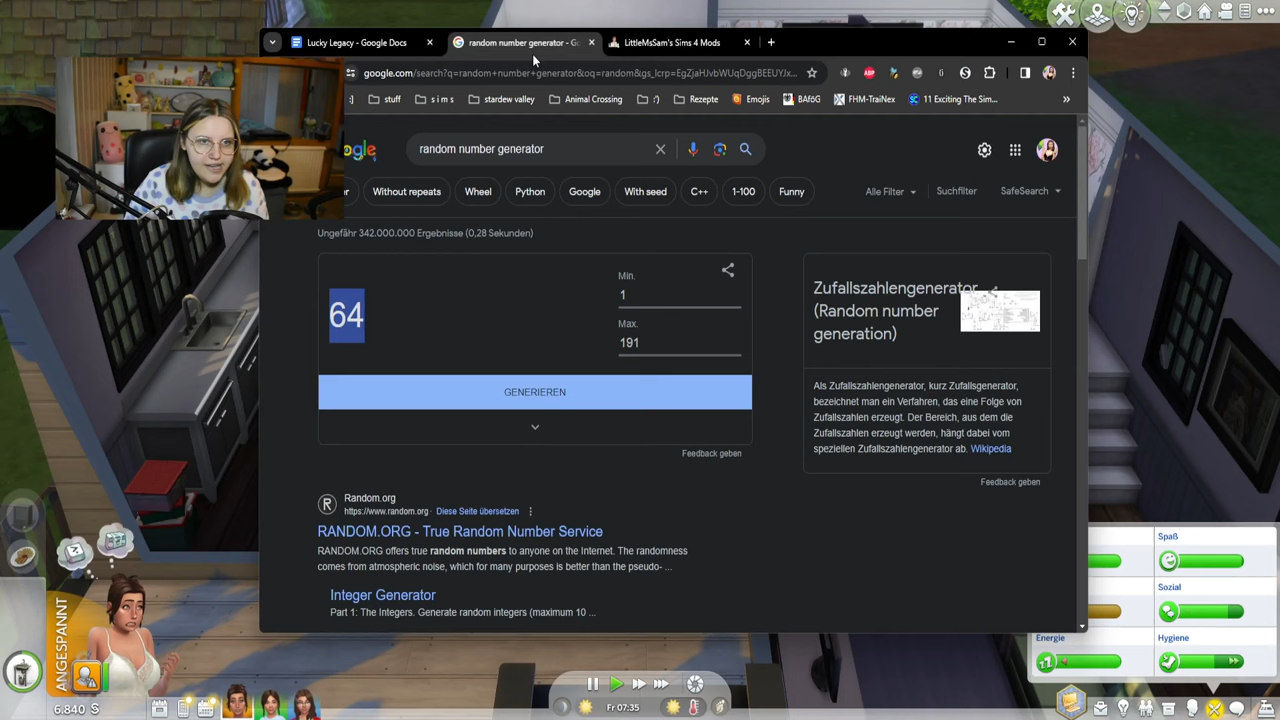 Lucky Legacy - Google Docs
random number generator - Go
LittleMsSam's Sims 4 Mods
google.com/search?q=random+number+generator&oq=random&gs_lcrp=EgZjaHJvbWUqDggBEEUYJx...
:)
stuff
s i m s
stardew valley
Animal Crossing
:)
Rezepte
Emojis
BAföG
FHM-TraiNex
11 Exciting The Sim...
ogle
random number generator
Without repeats
Wheel
Python
Google
With seed
C++
1-100
Funny
Alle Filter
Suchfilter
SafeSearch
Ungefähr 342.000.000 Ergebnisse (0,28 Sekunden)
64
Min.
1
Max.
191
GENERIEREN
Feedback geben
Zufallszahlengenerator
(Random number
generation)
Als Zufallszahlengenerator, kurz Zufallsgenerator,
bezeichnet man ein Verfahren, das eine Folge von
Zufallszahlen erzeugt. Der Bereich, aus dem die
Zufallszahlen erzeugt werden, hängt dabei vom
speziellen Zufallszahlengenerator ab. Wikipedia
Feedback geben
R
Random.org
https://www.random.org · Diese Seite übersetzen
RANDOM.ORG - True Random Number Service
RANDOM.ORG offers true random numbers to anyone on the Internet. The randomness
comes from atmospheric noise, which for many purposes is better than the pseudo- ...
Integer Generator
Part 1: The Integers. Generate random integers (maximum 10 ...
Spaß
Sozial
Energie
Hygiene
ANGESPANNT
6.840 $
Fr 07:35